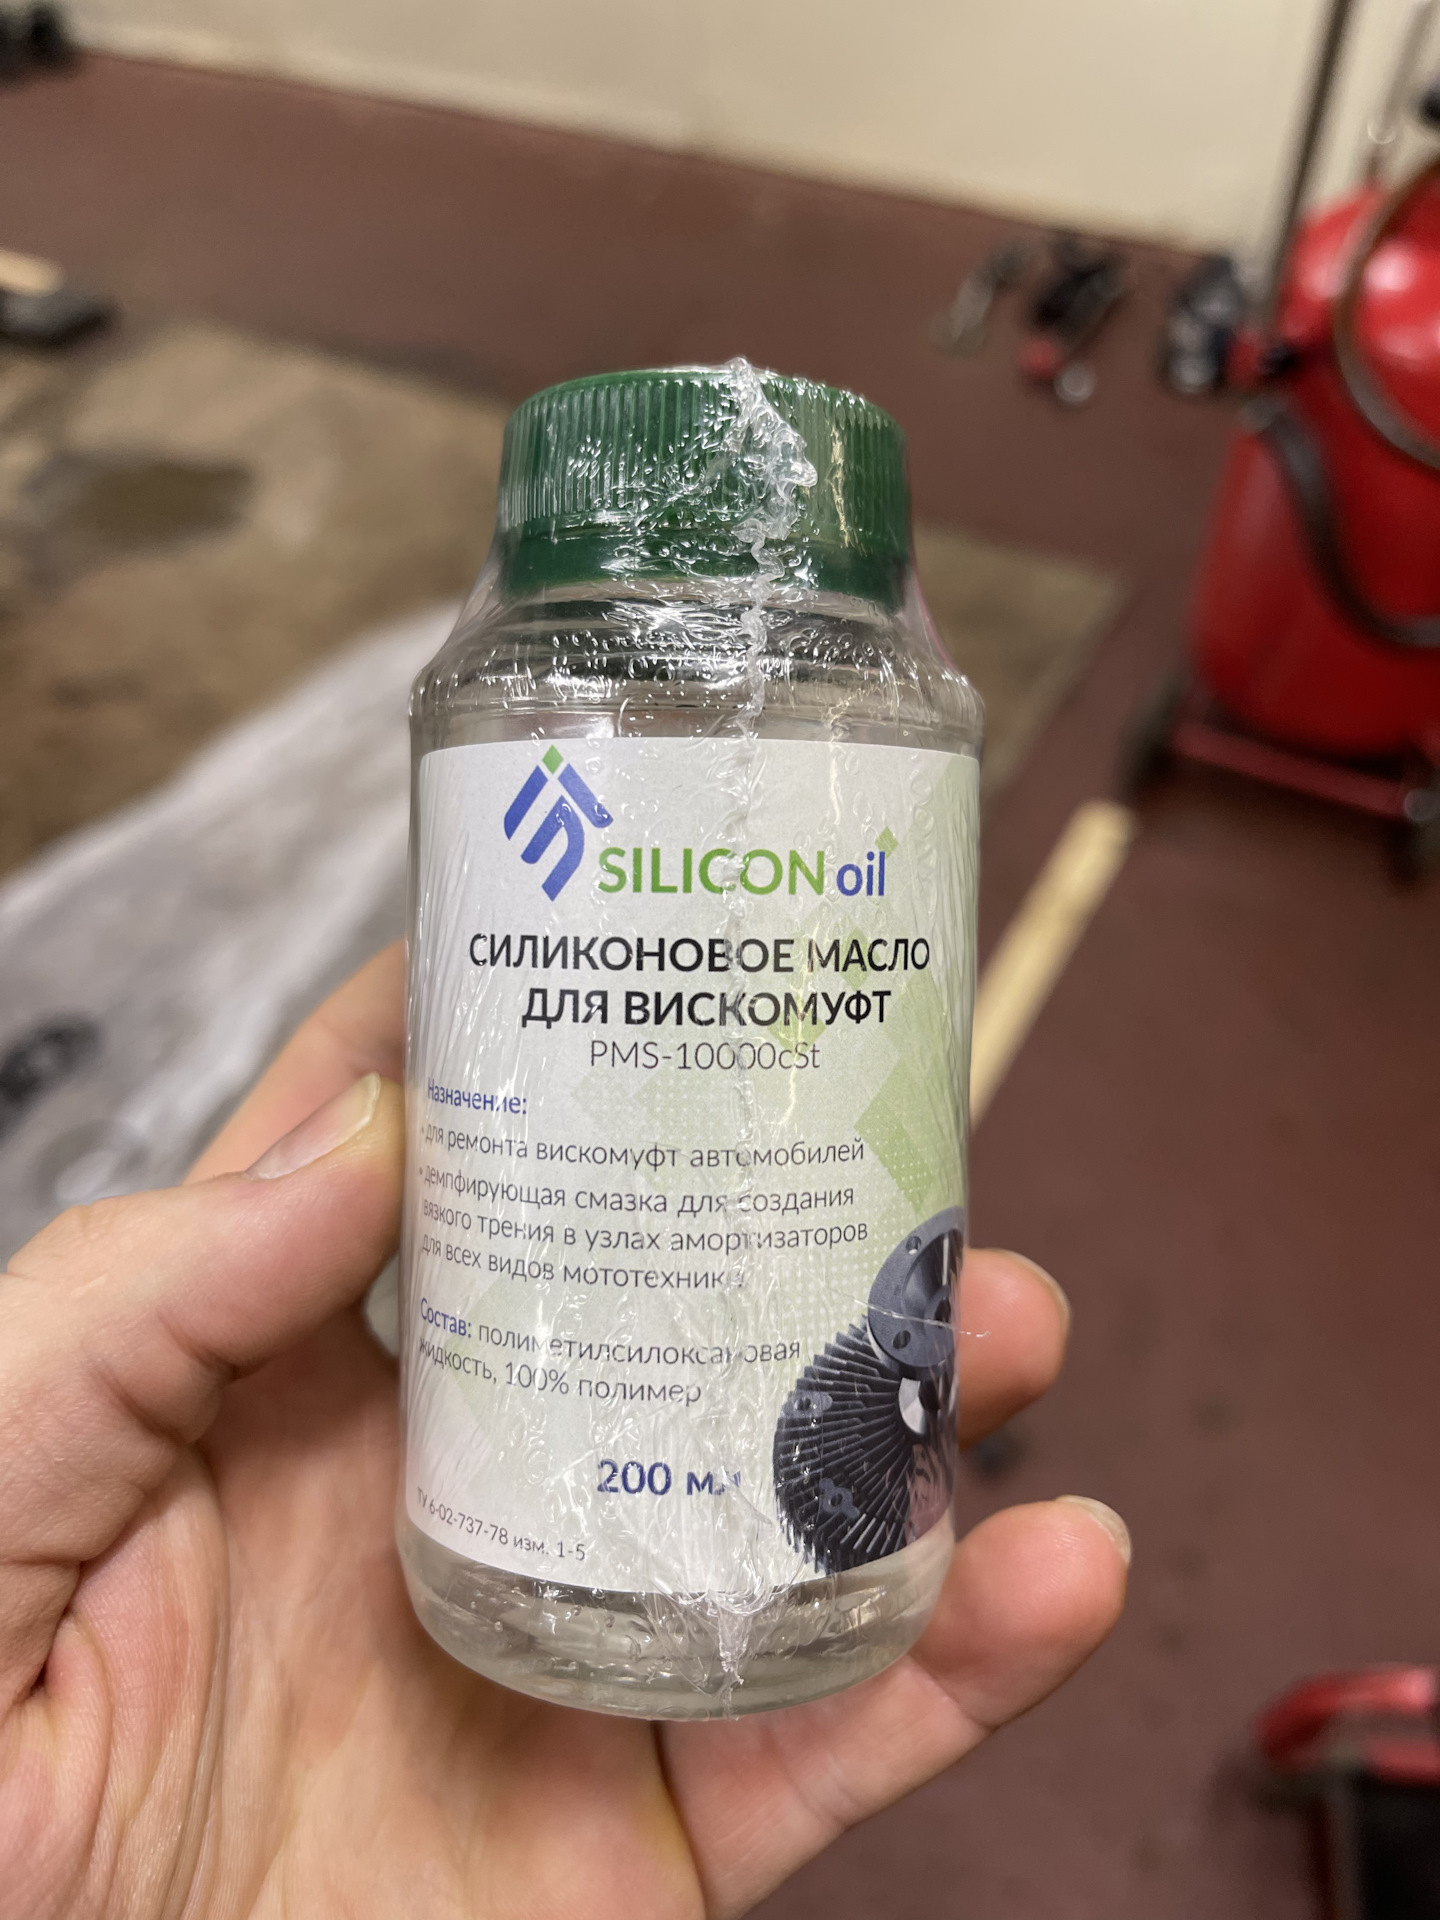 SILICON oil
СИЛИКОНОВОЕ МАСЛО
ДЛЯ ВИСКОМУФТ
PMS-10000cSt
Назначение:
• для ремонта вискомуфт автомобилей
• демпфирующая смазка для создания
вязкого трения в узлах амортизаторов
для всех видов мототехники
Состав: полиметилсилоксановая
жидкость, 100% полимер
200 мл
ТУ 6-02-737-78 изм. 1-5